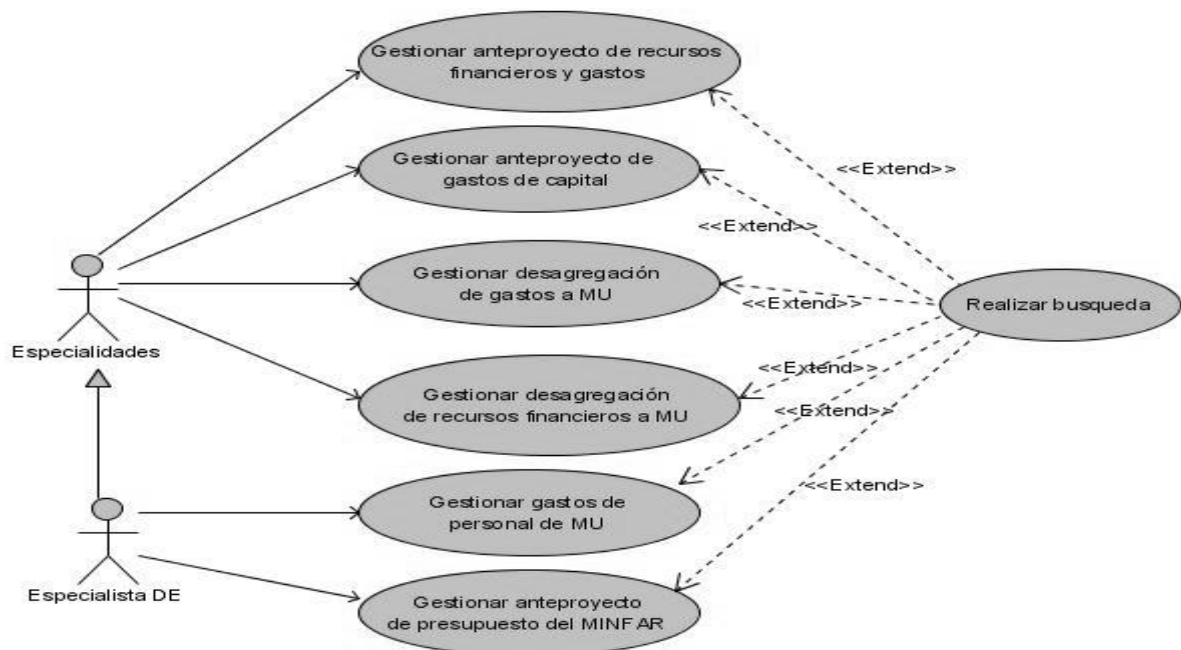 Gestionar anteproyecto de recursos
financieros y gastos
Gestionar anteproyecto de
gastos de capital
<<Extend>>
<<Extend>>
Gestionar desagregación
de gastos a MU
<<Extend>>
Realizar busqueda
Especialidades
Gestionar desagregación
de recursos financieros a MU
<<Extend>>
<<Extend>>
Gestionar gastos de
personal de MU
<<Extend>>
Especialista DE
Gestionar anteproyecto
de presupuesto del MINFAR